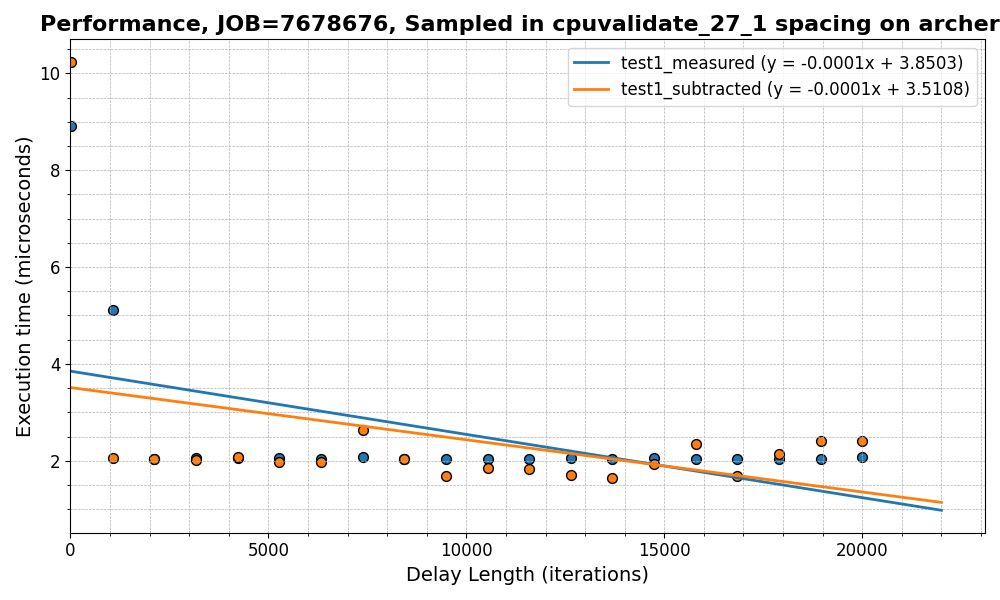 Performance, JOB=7678676, Sampled in cpuvalidate_27_1 spacing on archer
test1_measured (y = -0.0001x + 3.8503)
test1_subtracted (y = -0.0001x + 3.5108)
Execution time (microseconds)
10
8
6
4
2
0
5000
10000
15000
20000
Delay Length (iterations)